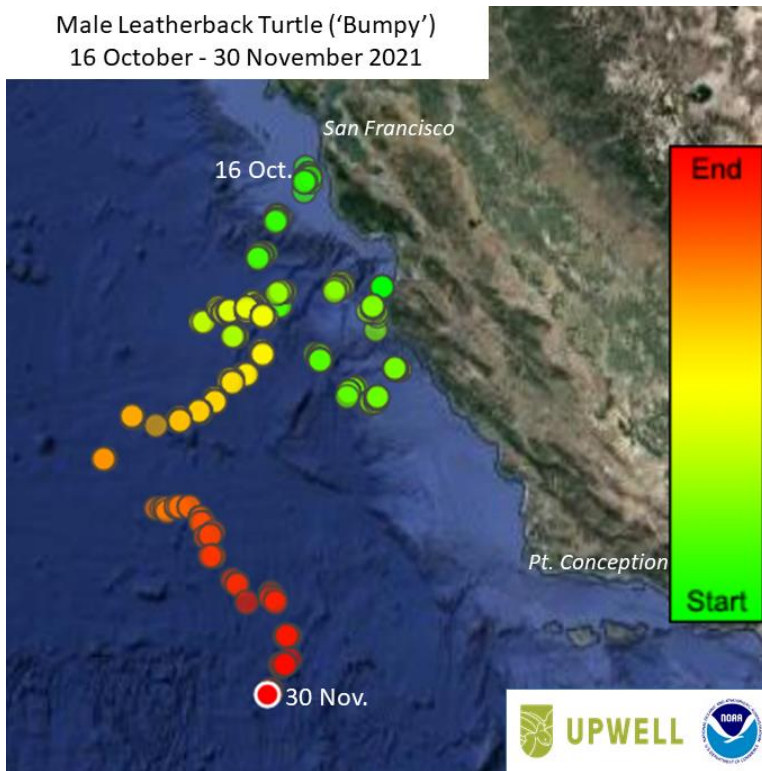 Male Leatherback Turtle (‘Bumpy’)
16 October - 30 November 2021
San Francisco
16 Oct.
End
Pt. Conception
Start
30 Nov.
UPWELL
NOAA